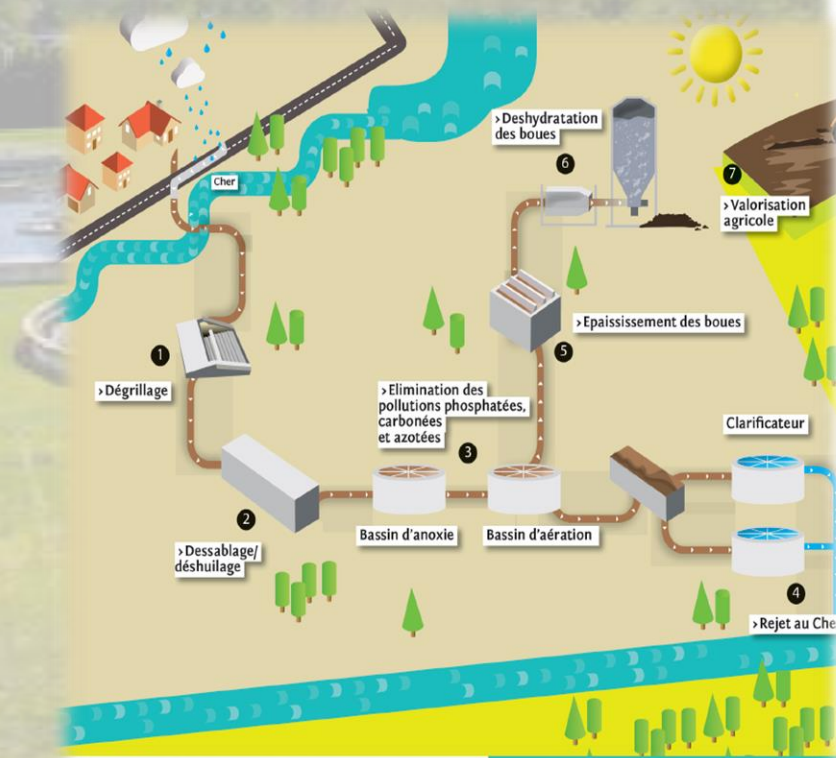 Cher
>Deshydratation
des boues
6
7
>Valorisation
agricole
1
>Dégrillage
>Epaississement des boues
5
>Elimination des
pollutions phosphatées,
carbonées
et azotées
3
Clarificateur
2
>Dessablage/
déshuilage
Bassin d'anoxie
Bassin d'aération
4
>Rejet au Che